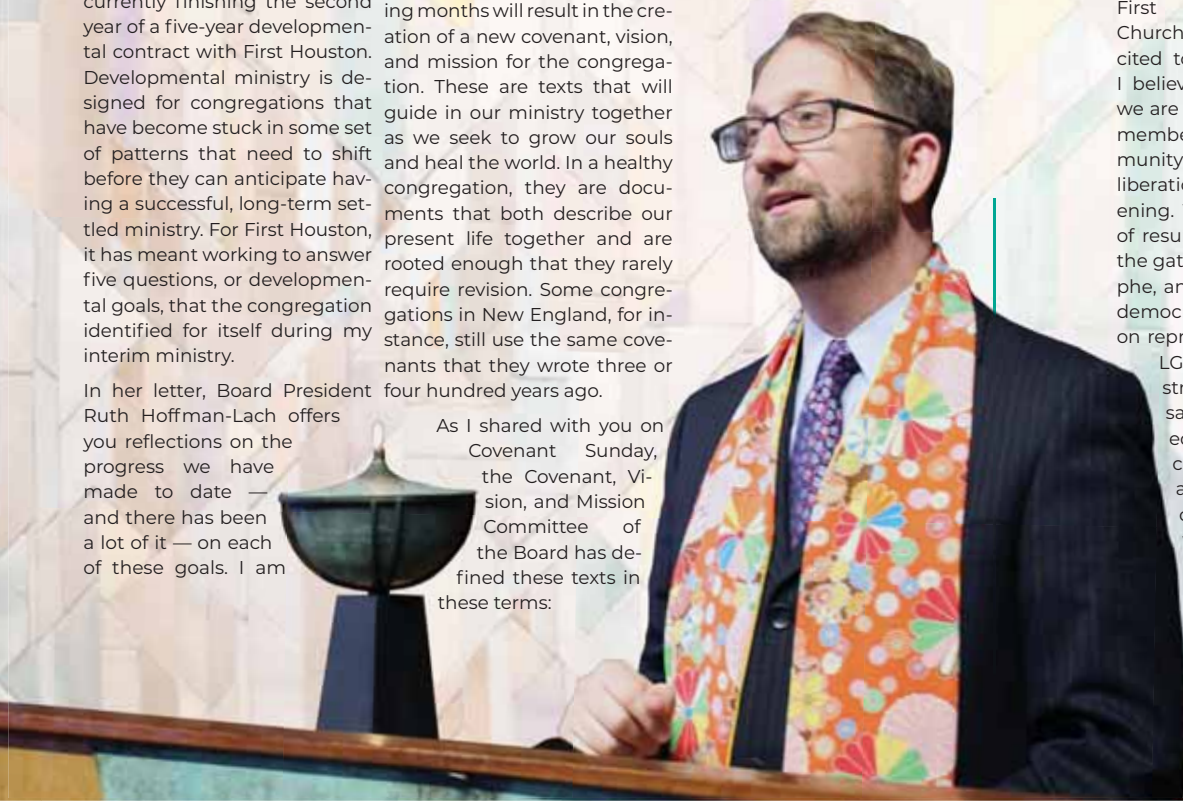 currently finishing the second
year of a five-year developmen-
tal contract with First Houston.
Developmental ministry is de-
signed for congregations that
have become stuck in some set
of patterns that need to shift
before they can anticipate hav-
ing a successful, long-term set-
tled ministry. For First Houston,
it has meant working to answer
five questions, or developmen-
tal goals, that the congregation
identified for itself during my
interim ministry.
In her letter, Board President
Ruth Hoffman-Lach offers
you reflections on the
progress we have
made to date —
and there has been
a lot of it — on each
of these goals. I am
ing months will result in the cre-
ation of a new covenant, vision,
and mission for the congrega-
tion. These are texts that will
guide in our ministry together
as we seek to grow our souls
and heal the world. In a healthy
congregation, they are docu-
ments that both describe our
present life together and are
rooted enough that they rarely
require revision. Some congre-
gations in New England, for in-
stance, still use the same cove-
nants that they wrote three or
four hundred years ago.
As I shared with you on
Covenant Sunday,
the Covenant, Vi-
sion, and Mission
Committee of
the Board has de-
fined these texts in
these terms:
First
Church
cited to
I believ
we are
membe
munity
liberatio
ening.
of resu
the gat
phe, an
democ
on repr
LG
str
sa
ec
c
a